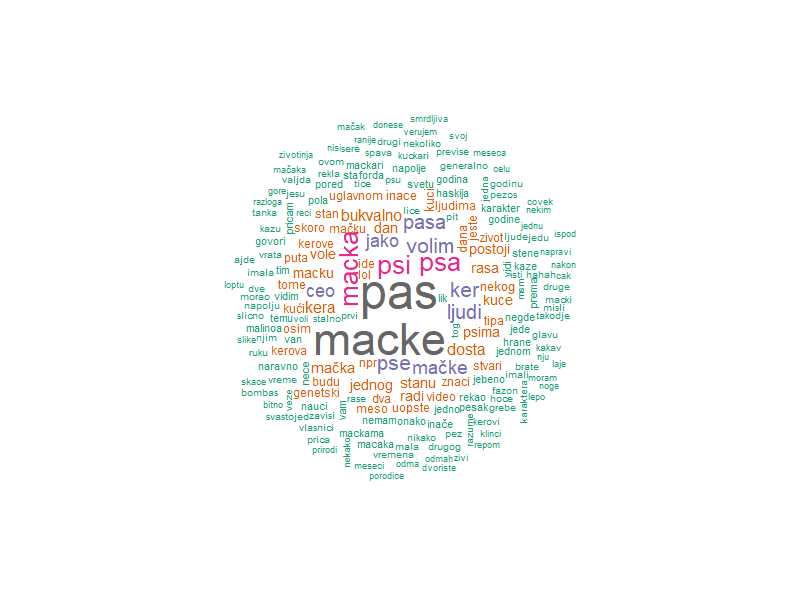 smrdljiva
mačak donese
verujem svoj
ranije drugi nekoliko
nisi sere
zivotinja ovom spava kuckari previse meseca
mačaka rekla mackari napolje generalno celu
valjda staforda godina jedna
gore jesu pored tice psu svetu godinu
razloga pola uglavnom inace kuci haskija pezos
tanka reci stan bukvalno lice ljudima karakter covek
pricam mačku dan pasa pit godine nekim
kazu skoro dana jeste jednu
govori kerove jako volim zivot ljude jedu ispod
vrata puta vole macka postoji stene napravi
ajde ide psi psa rasa vidi kaze nakon
imala tim macku lol isti hahah cak
loptu dve tome pas nekog msm prema druge
morao vidim ceo lik ker kuce macki
napolju kući kera ljudi misli
slicno temu voli stalno prvi tog tipa negde takodje
malinoa osim macke psima jede glavu
slike njim van hrane kakav
ruku kerova dosta jednom nju
naravno nece mačka npr pse mačke stvari brate laje
skace vreme budu jednog stanu znaci jebeno imali moram
bombas veze genetski dva radi video rekao fazon noge
bitno rase hoce lepo
nauci vam meso uopste jedno pesak grebe karaktera
svasto jed zavisi nemam onako inače razume kerovi
vlasnici mackama nikako pez klinci
prica macaka mala drugog repom
prirodi nekako vremena odmah zivi
meseci odma dvoriste
porodice